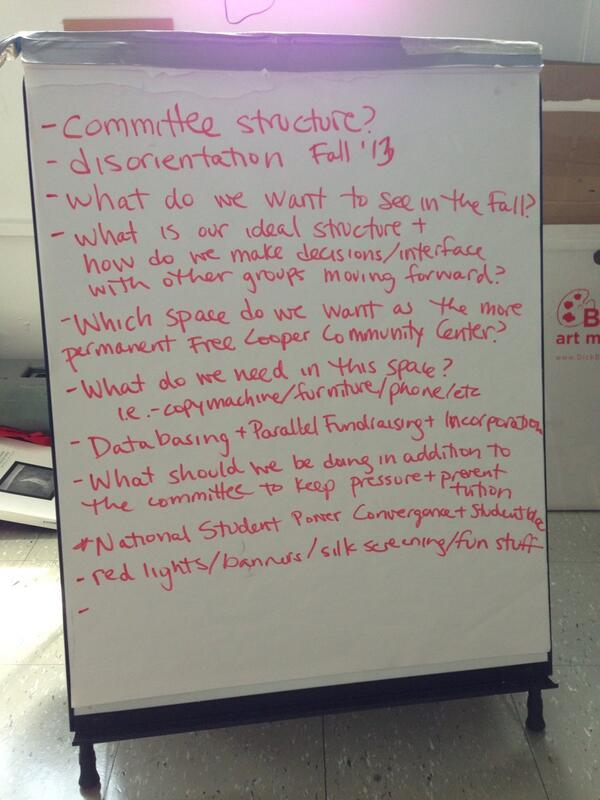 - Committee structure?
- disorientation Fall '13
- What do we want to see in the Fall?
- What is our ideal structure +
how do we make decisions/interface
with other groups moving forward?
- Which space do we want as the more
permanent Free Cooper Community Center?
- What do we need in this space?
i.e. - copymachine/furniture/phone/etc
- Databasing + Parallel Fundraising + Incorporation
- What should we be doing in addition to
the committee to keep pressure + prevent
tution
* National Student Power Convergence + Student
- red lights/banners/silk screening/fun stuff
-
B
art m
www.DickB